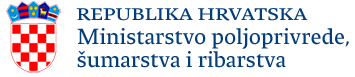 REPUBLIKA HRVATSKA
Ministarstvo poljoprivrede,
šumarstva i ribarstva